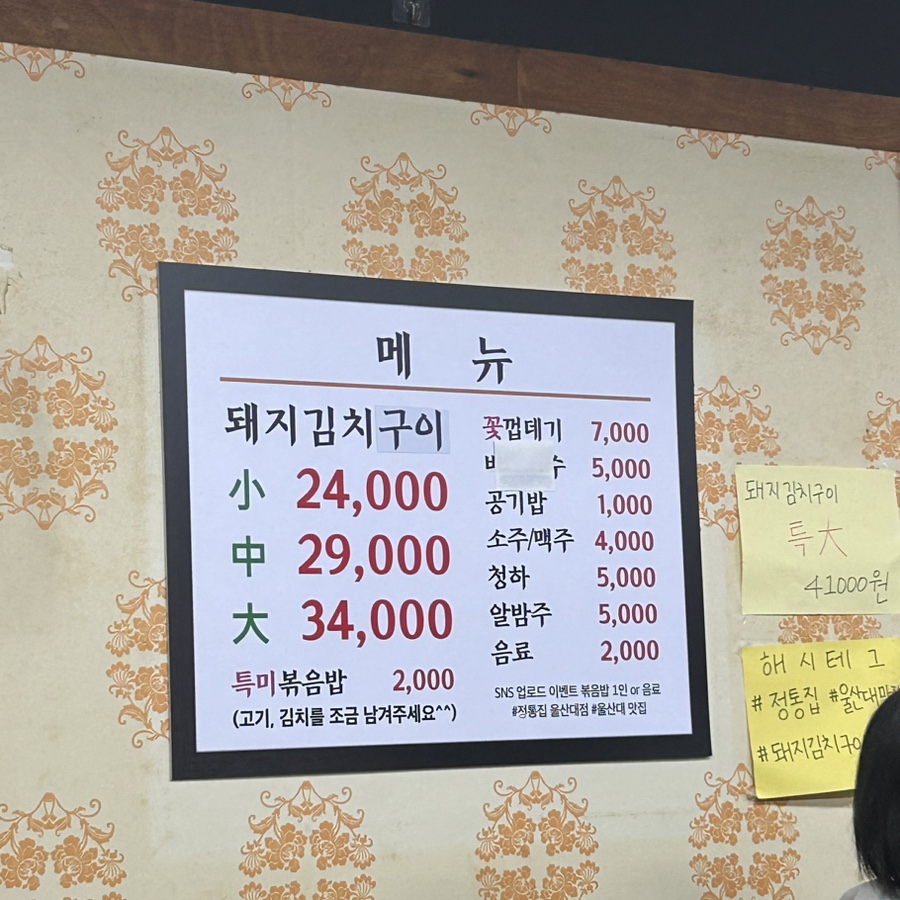 메 뉴
돼지김치구이
小 24,000
中 29,000
大 34,000
특미볶음밥 2,000
(고기, 김치를 조금 남겨주세요^^)
꽃껍데기 7,000
5,000
공기밥 1,000
소주/맥주 4,000
청하 5,000
알밤주 5,000
음료 2,000
SNS 업로드 이벤트 볶음밥 1인 or 음료
#정통집 울산대점 #울산대 맛집
돼지김치구이
특大
41000원
해시테그
#정통집 #울산대맛집
#돼지김치구이